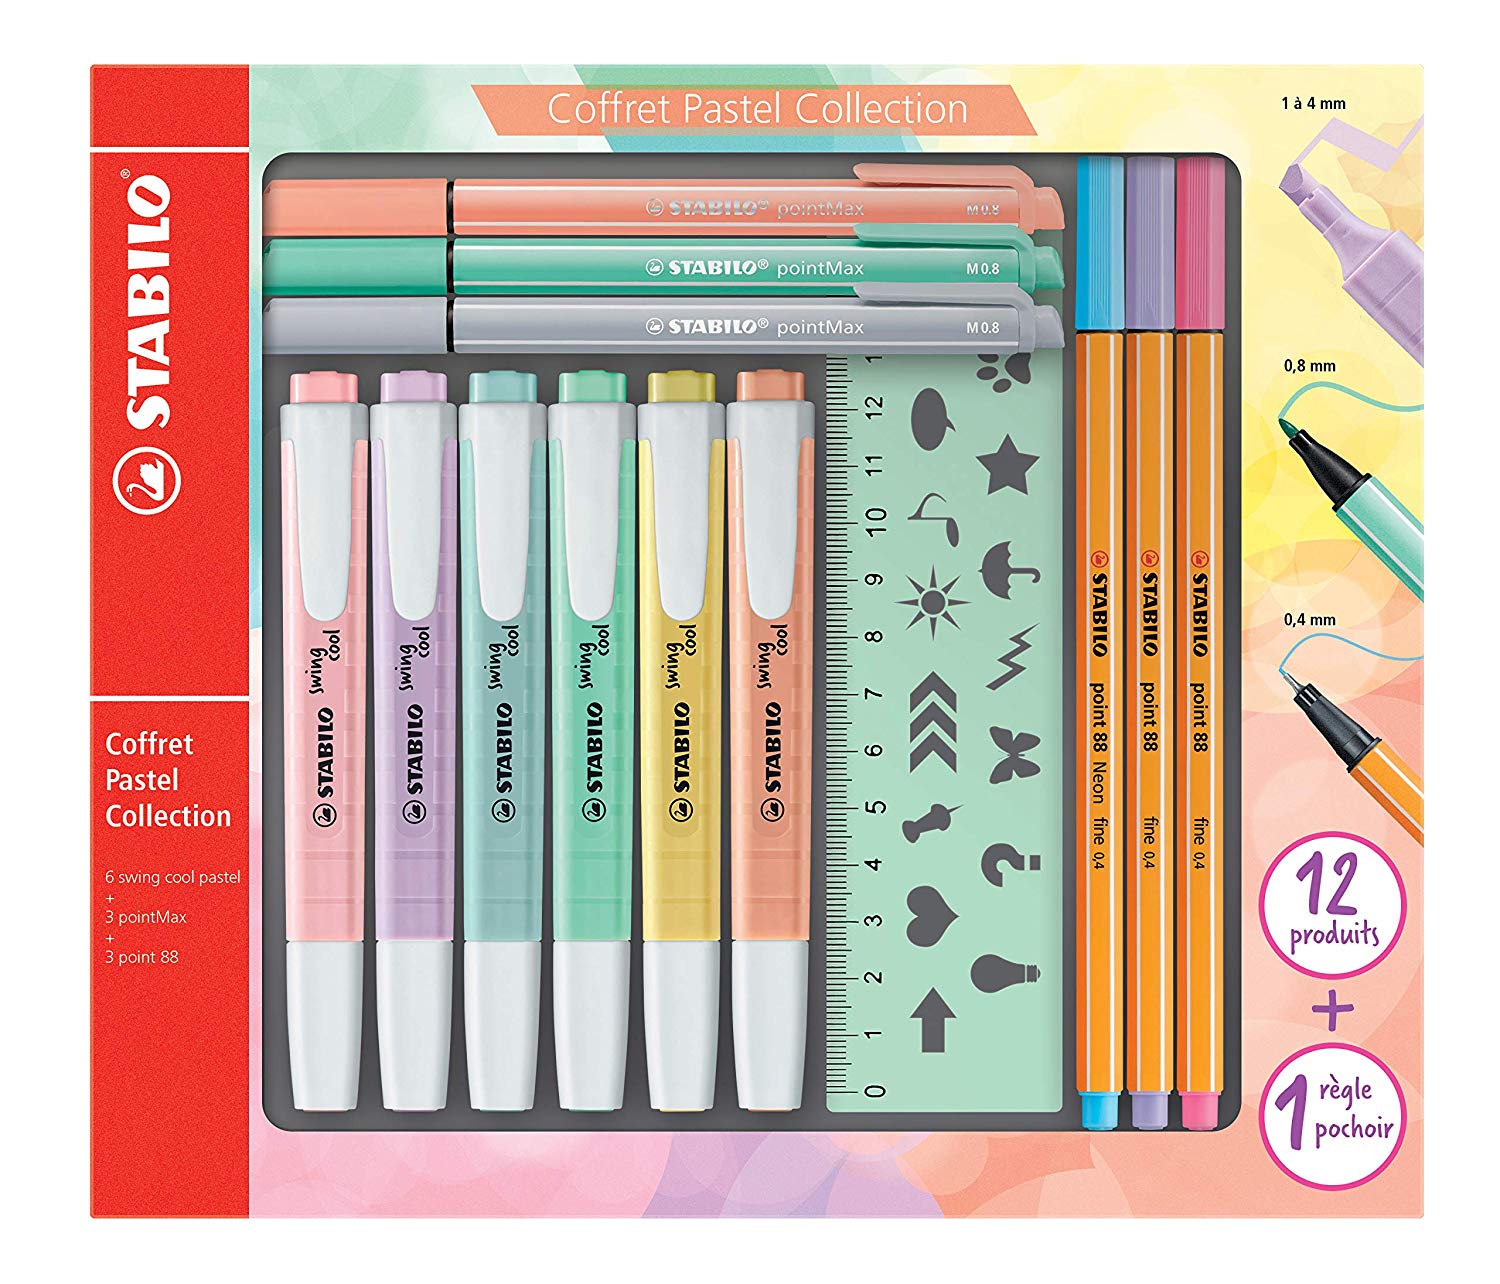 Coffret Pastel Collection
STABILO®
Coffret
Pastel
Collection
6 swing cool pastel
+
3 pointMax
+
3 point 88
STABILO® pointMax M 0.8
STABILO® pointMax M 0.8
STABILO® pointMax M 0.8
STABILO swing cool
STABILO swing cool
STABILO swing cool
STABILO swing cool
STABILO swing cool
STABILO swing cool
0 1 2 3 4 5 6 7 8 9 10 11 12 1
STABILO point 88 Neon fine 0,4
STABILO point 88 fine 0,4
STABILO point 88 fine 0,4
1 à 4 mm
0,8 mm
0,4 mm
12
produits
+
1 règle
pochoir